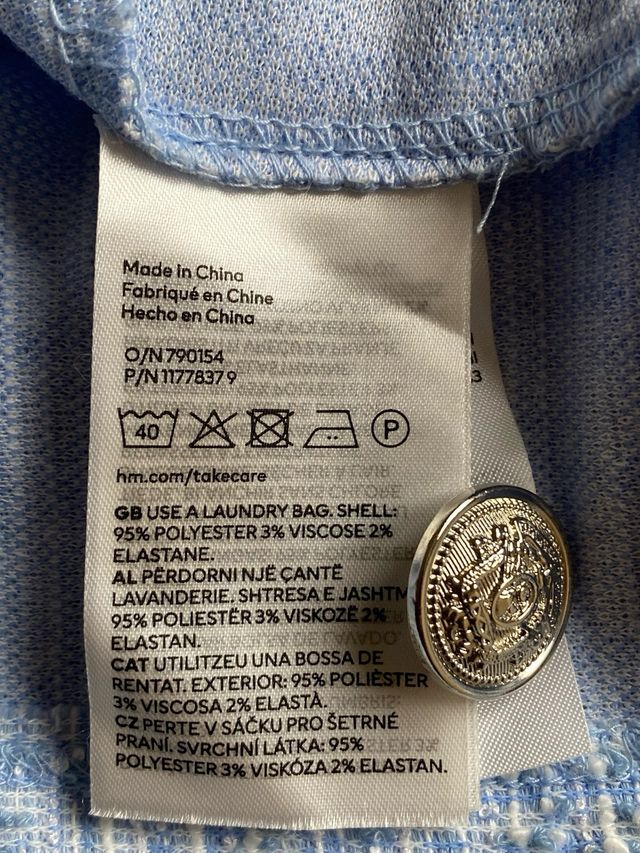 Made in China
Fabriqué en Chine
Hecho en China
O/N 790154
P/N 1177837 9
40
P
hm.com/takecare
GB USE A LAUNDRY BAG. SHELL:
95% POLYESTER 3% VISCOSE 2%
ELASTANE.
AL PËRDORNI NJË ÇANTË
LAVANDERIE. SHTRESA E JASHTM
95% POLIESTËR 3% VISKOZË 2%
ELASTAN.
CAT UTILITZEU UNA BOSSA DE
RENTAT. EXTERIOR: 95% POLIÈSTER
3% VISCOSA 2% ELASTÀ.
CZ PERTE V SÁČKU PRO ŠETRNÉ
PRANÍ. SVRCHNÍ LÁTKA: 95%
POLYESTER 3% VISKÓZA 2% ELASTAN.